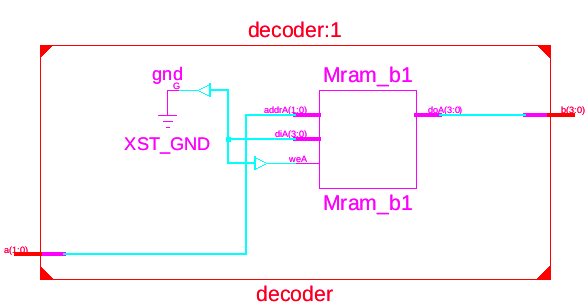 decoder:1
gnd
G
Mram_b1
addrA(1:0)
doA(3:0)
b(3:0)
diA(3:0)
XST_GND
weA
Mram_b1
a(1:0)
decoder